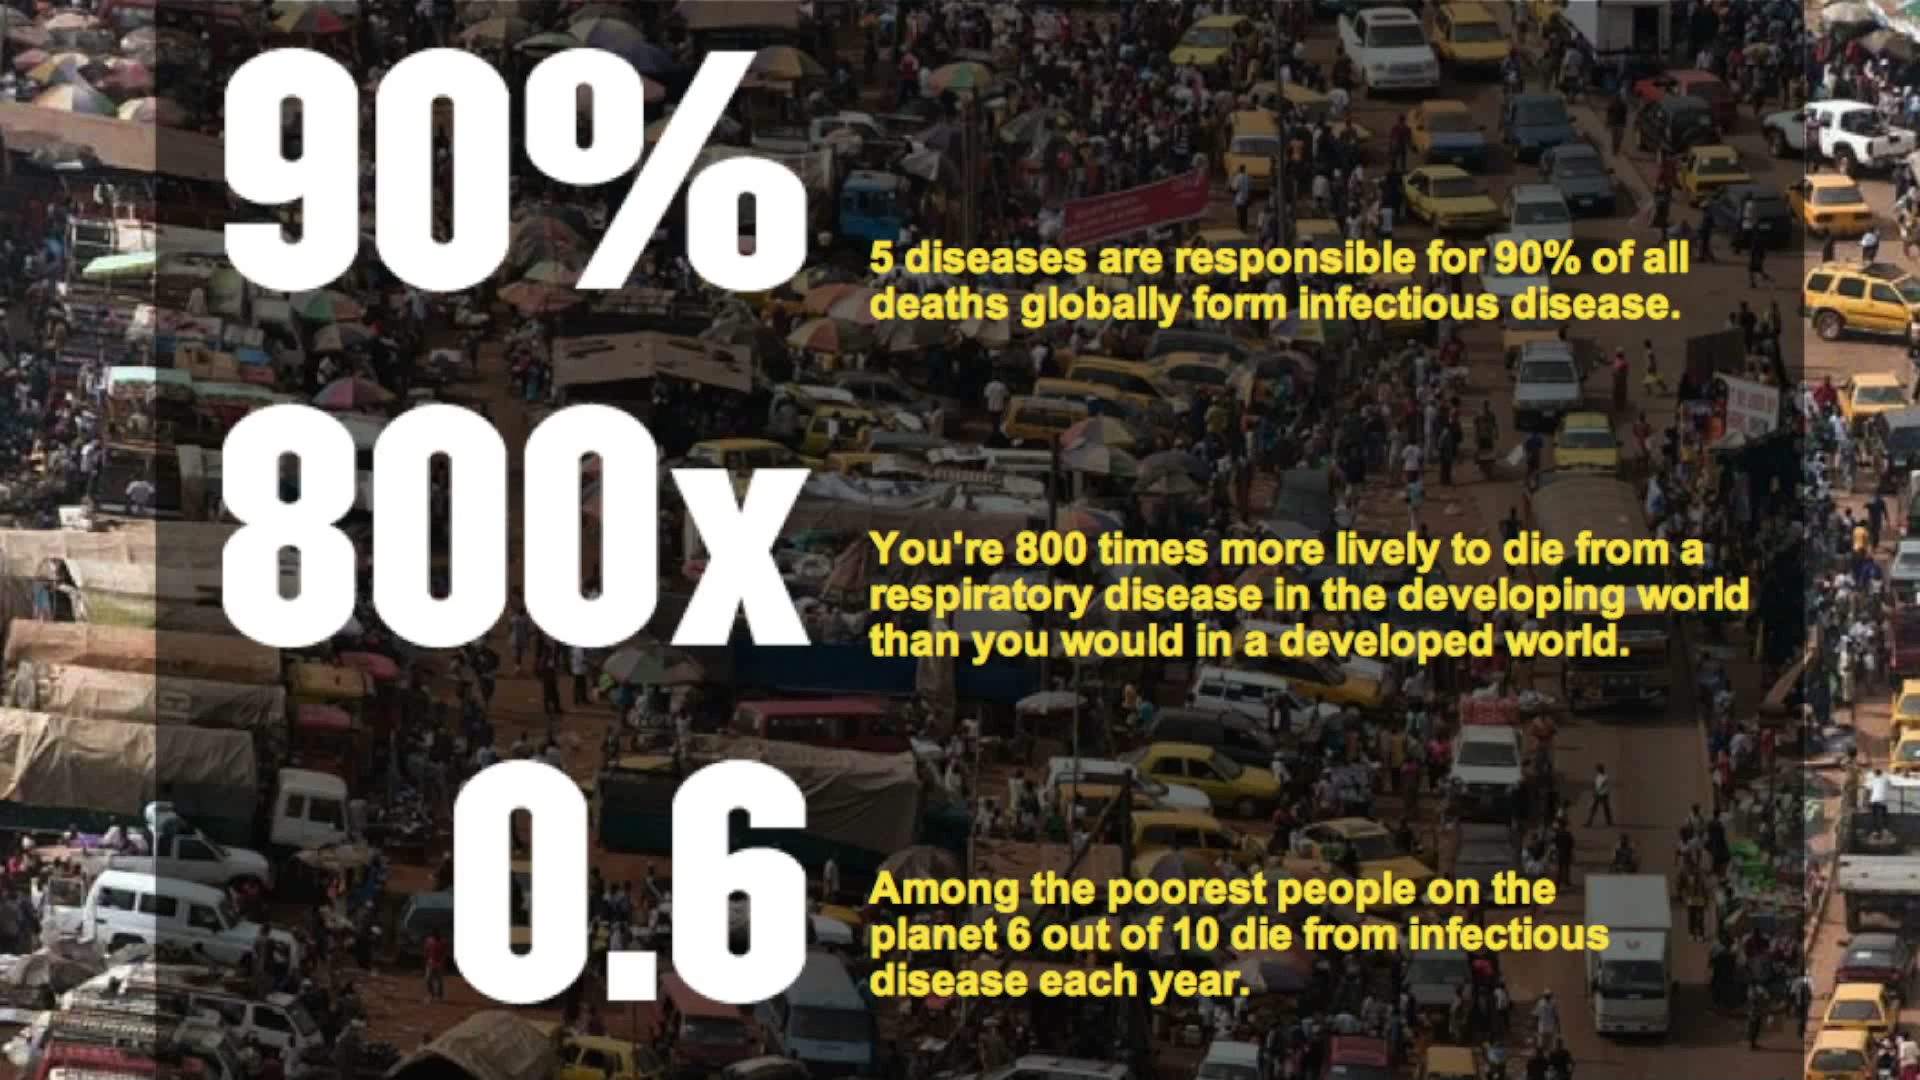 90%
5 diseases are responsible for 90% of all
deaths globally form infectious disease.
800x
You're 800 times more lively to die from a
respiratory disease in the developing world
than you would in a developed world.
0.6
Among the poorest people on the
planet 6 out of 10 die from infectious
disease each year.